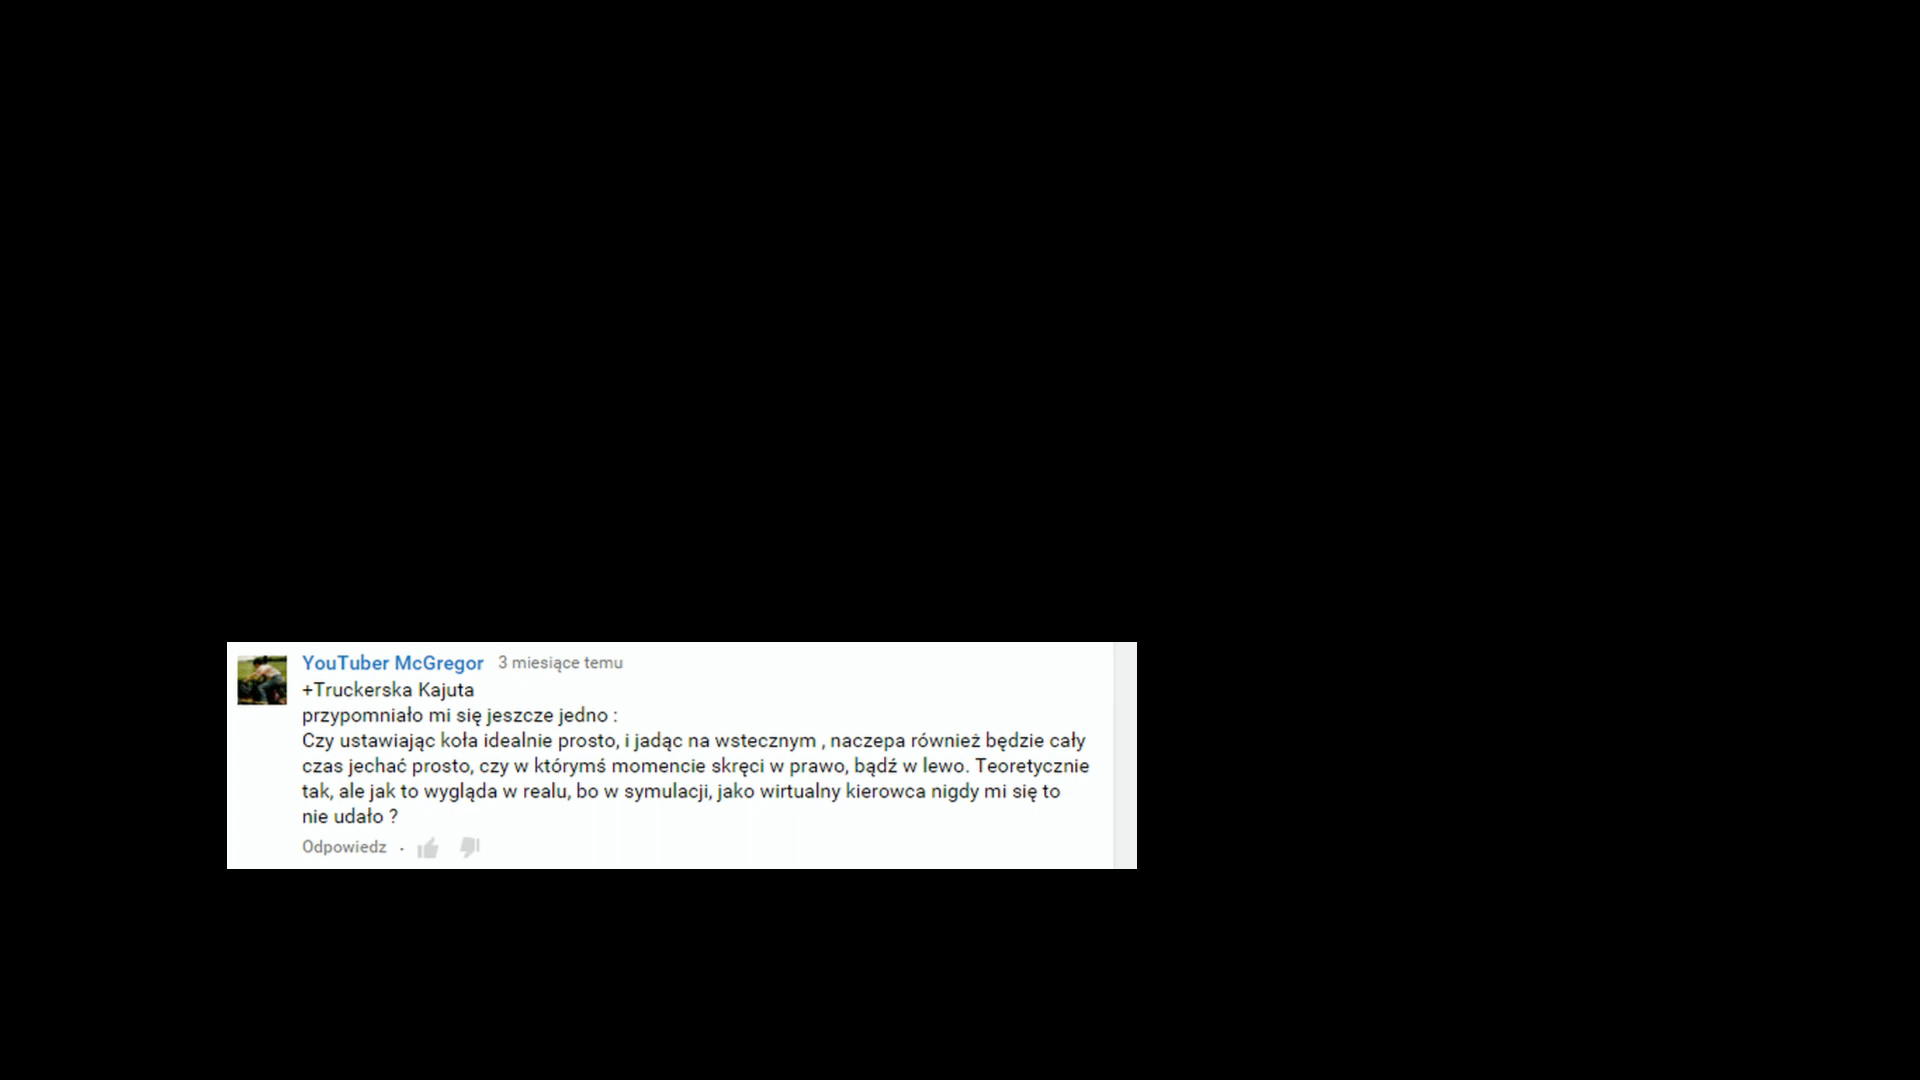 YouTuber McGregor 3 miesiące temu
+Truckerska Kajuta
przypomniało mi się jeszcze jedno :
Czy ustawiając koła idealnie prosto, i jadąc na wstecznym , naczepa również będzie cały
czas jechać prosto, czy w którymś momencie skręci w prawo, bądź w lewo. Teoretycznie
tak, ale jak to wygląda w realu, bo w symulacji, jako wirtualny kierowca nigdy mi się to
nie udało ?
Odpowiedz ·